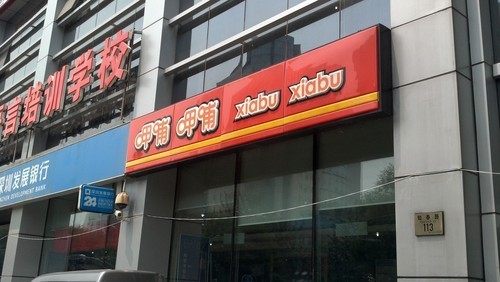 言培训学校
呷哺 呷哺 xiabu xiabu
深圳发展银行
SHENZHEN DEVELOPMENT BANK
24
113